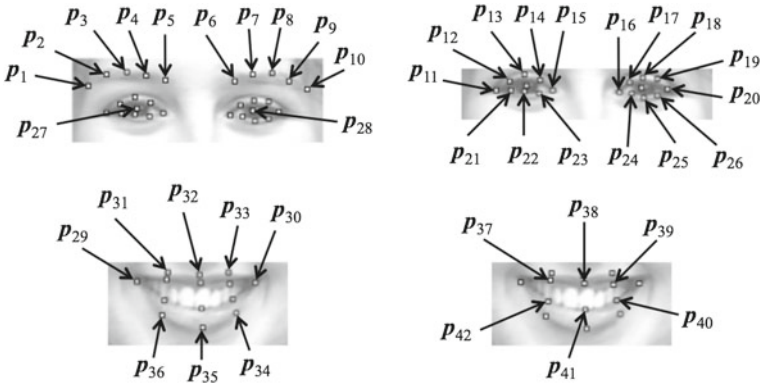 p1 p2 p3 p4 p5 p6 p7 p8 p9 p10
p27 p28
p11 p12 p13 p14 p15 p16 p17 p18 p19 p20
p21 p22 p23 p24 p25 p26
p29 p31 p32 p33 p30
p36 p35 p34
p37 p38 p39
p42 p41 p40